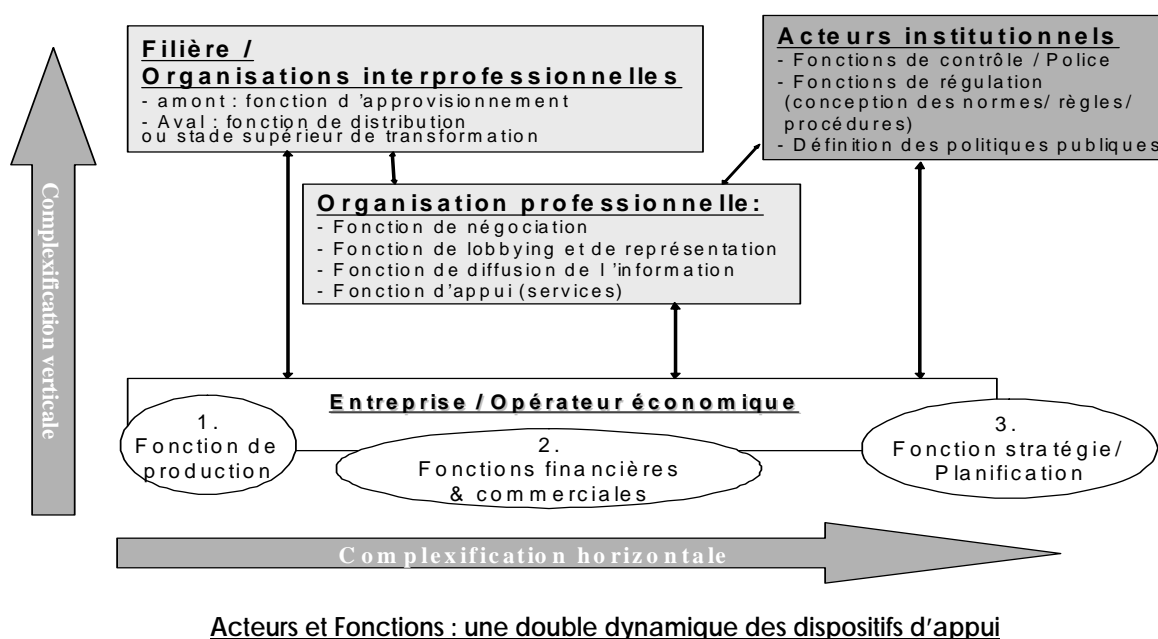 Filière /
Organisations interprofessionnelles
- amont : fonction d 'approvisionnement
- Aval : fonction de distribution
ou stade supérieur de transformation
Acteurs institutionnels
- Fonctions de contrôle / Police
- Fonctions de régulation
(conception des normes/ règles/
procédures)
- Définition des politiques publiques
Organisation professionnelle:
- Fonction de négociation
- Fonction de lobbying et de représentation
- Fonction de diffusion de l 'information
- Fonction d'appui (services)
Complexification verticale
Entreprise / Opérateur économique
1.
Fonction de
production
2.
Fonctions financières
& commerciales
3.
Fonction stratégie/
Planification
Complexification horizontale
Acteurs et Fonctions : une double dynamique des dispositifs d'appui